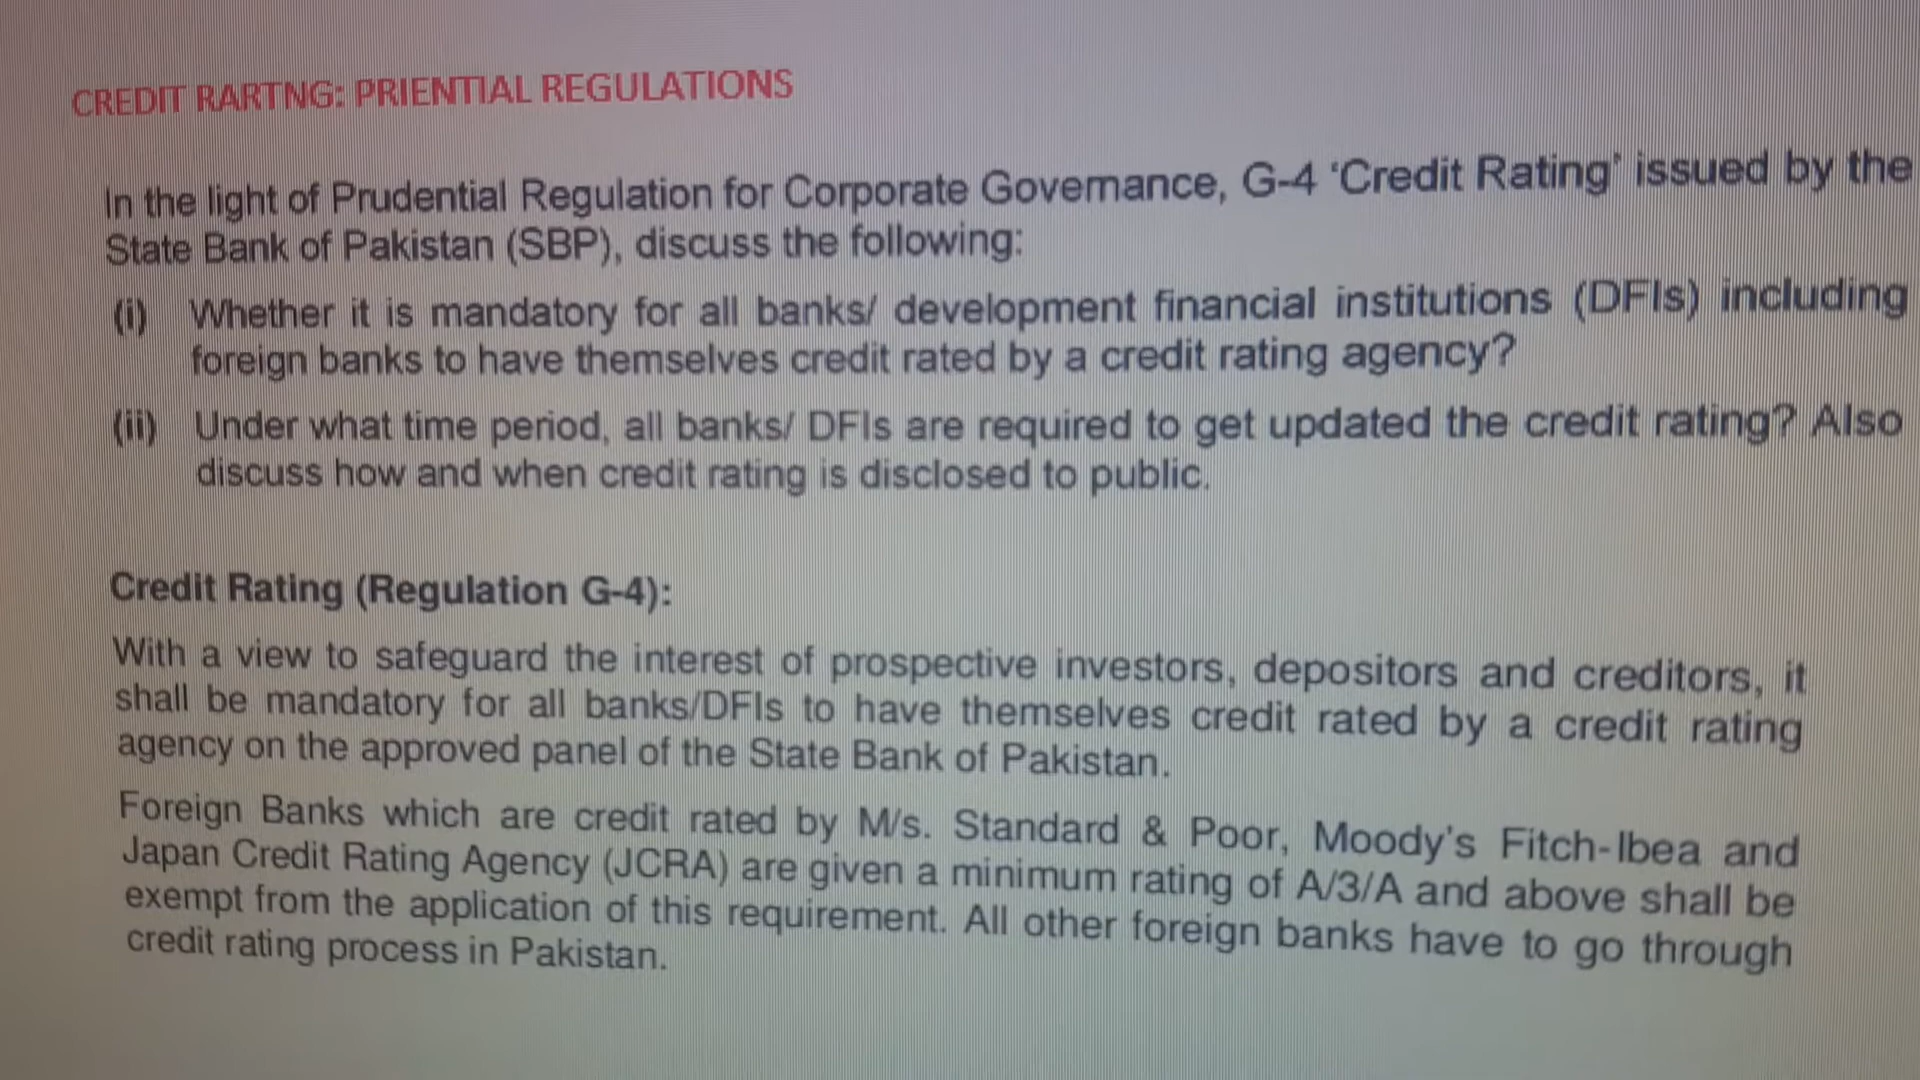 CREDIT RARTNG: PRIENTIAL REGULATIONS
In the light of Prudential Regulation for Corporate Governance, G-4 'Credit Rating' issued by the
State Bank of Pakistan (SBP), discuss the following:
(i) Whether it is mandatory for all banks/ development financial institutions (DFIs) including
foreign banks to have themselves credit rated by a credit rating agency?
(ii) Under what time period, all banks/ DFIs are required to get updated the credit rating? Also
discuss how and when credit rating is disclosed to public.
Credit Rating (Regulation G-4):
With a view to safeguard the interest of prospective investors, depositors and creditors, it
shall be mandatory for all banks/DFIs to have themselves credit rated by a credit rating
agency on the approved panel of the State Bank of Pakistan.
Foreign Banks which are credit rated by M/s. Standard & Poor, Moody's Fitch-Ibea and
Japan Credit Rating Agency (JCRA) are given a minimum rating of A/3/A and above shall be
exempt from the application of this requirement. All other foreign banks have to go through
credit rating process in Pakistan.